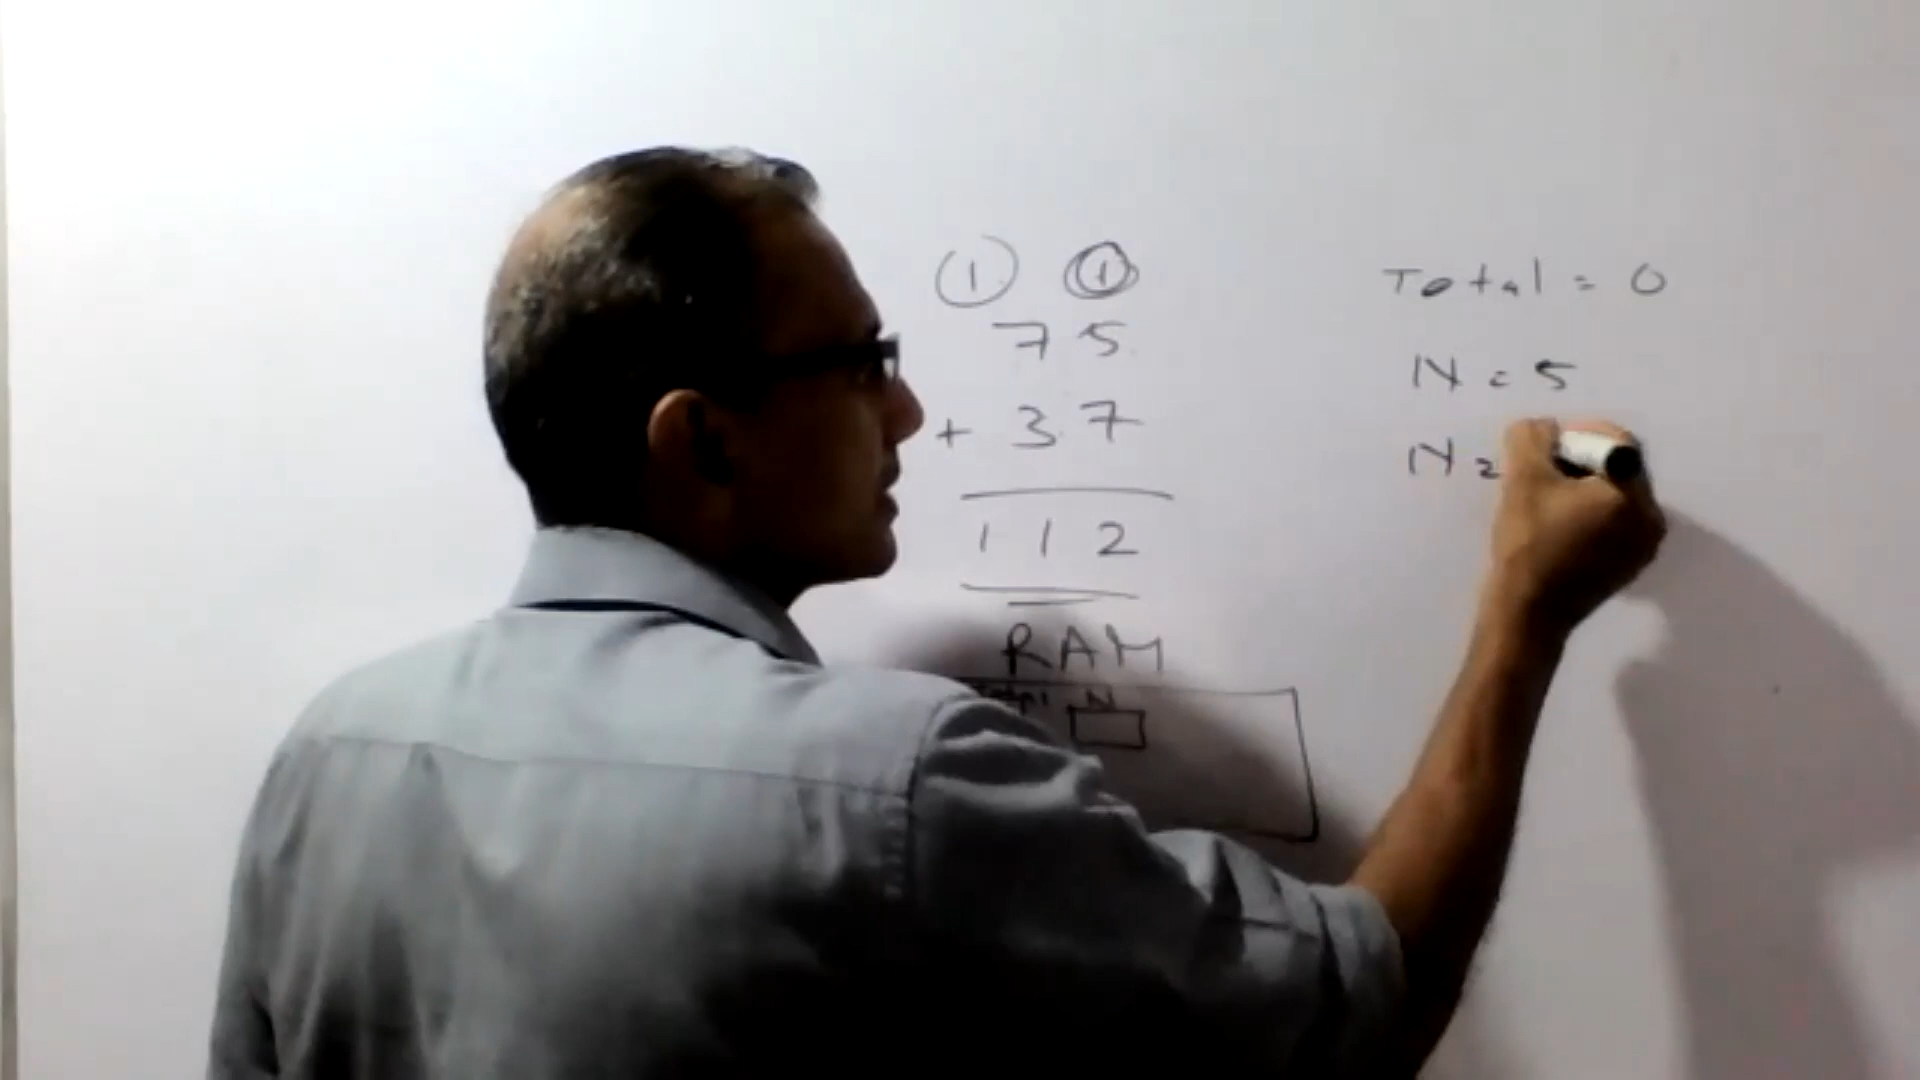 1 1
75
+ 37
112
RAM
N
Total = 0
N = 5
N =